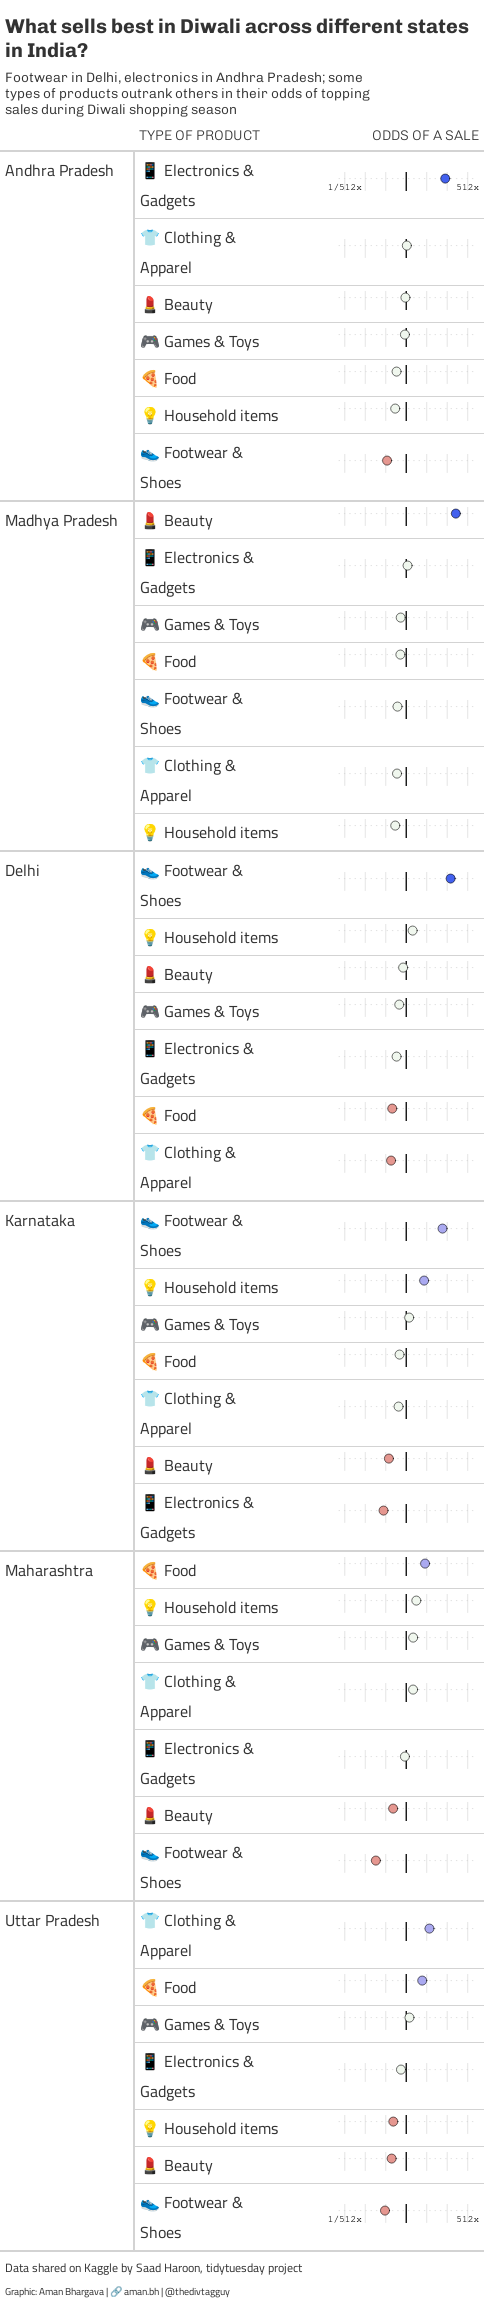 What sells best in Diwali across different states
in India?
Footwear in Delhi, electronics in Andhra Pradesh; some
types of products outrank others in their odds of topping
sales during Diwali shopping season
TYPE OF PRODUCT ODDS OF A SALE
Andhra Pradesh
Electronics &
Gadgets
1/512x 512x
Clothing &
Apparel
Beauty
Games & Toys
Food
Household items
Footwear &
Shoes
Madhya Pradesh
Beauty
Electronics &
Gadgets
Games & Toys
Food
Footwear &
Shoes
Clothing &
Apparel
Household items
Delhi
Footwear &
Shoes
Household items
Beauty
Games & Toys
Electronics &
Gadgets
Food
Clothing &
Apparel
Karnataka
Footwear &
Shoes
Household items
Games & Toys
Food
Clothing &
Apparel
Beauty
Electronics &
Gadgets
Maharashtra
Food
Household items
Games & Toys
Clothing &
Apparel
Electronics &
Gadgets
Beauty
Footwear &
Shoes
Uttar Pradesh
Clothing &
Apparel
Food
Games & Toys
Electronics &
Gadgets
Household items
Beauty
Footwear &
Shoes
1/512x 512x
Data shared on Kaggle by Saad Haroon, tidytuesday project
Graphic: Aman Bhargava | 🔗 aman.bh | @thedivtagguy